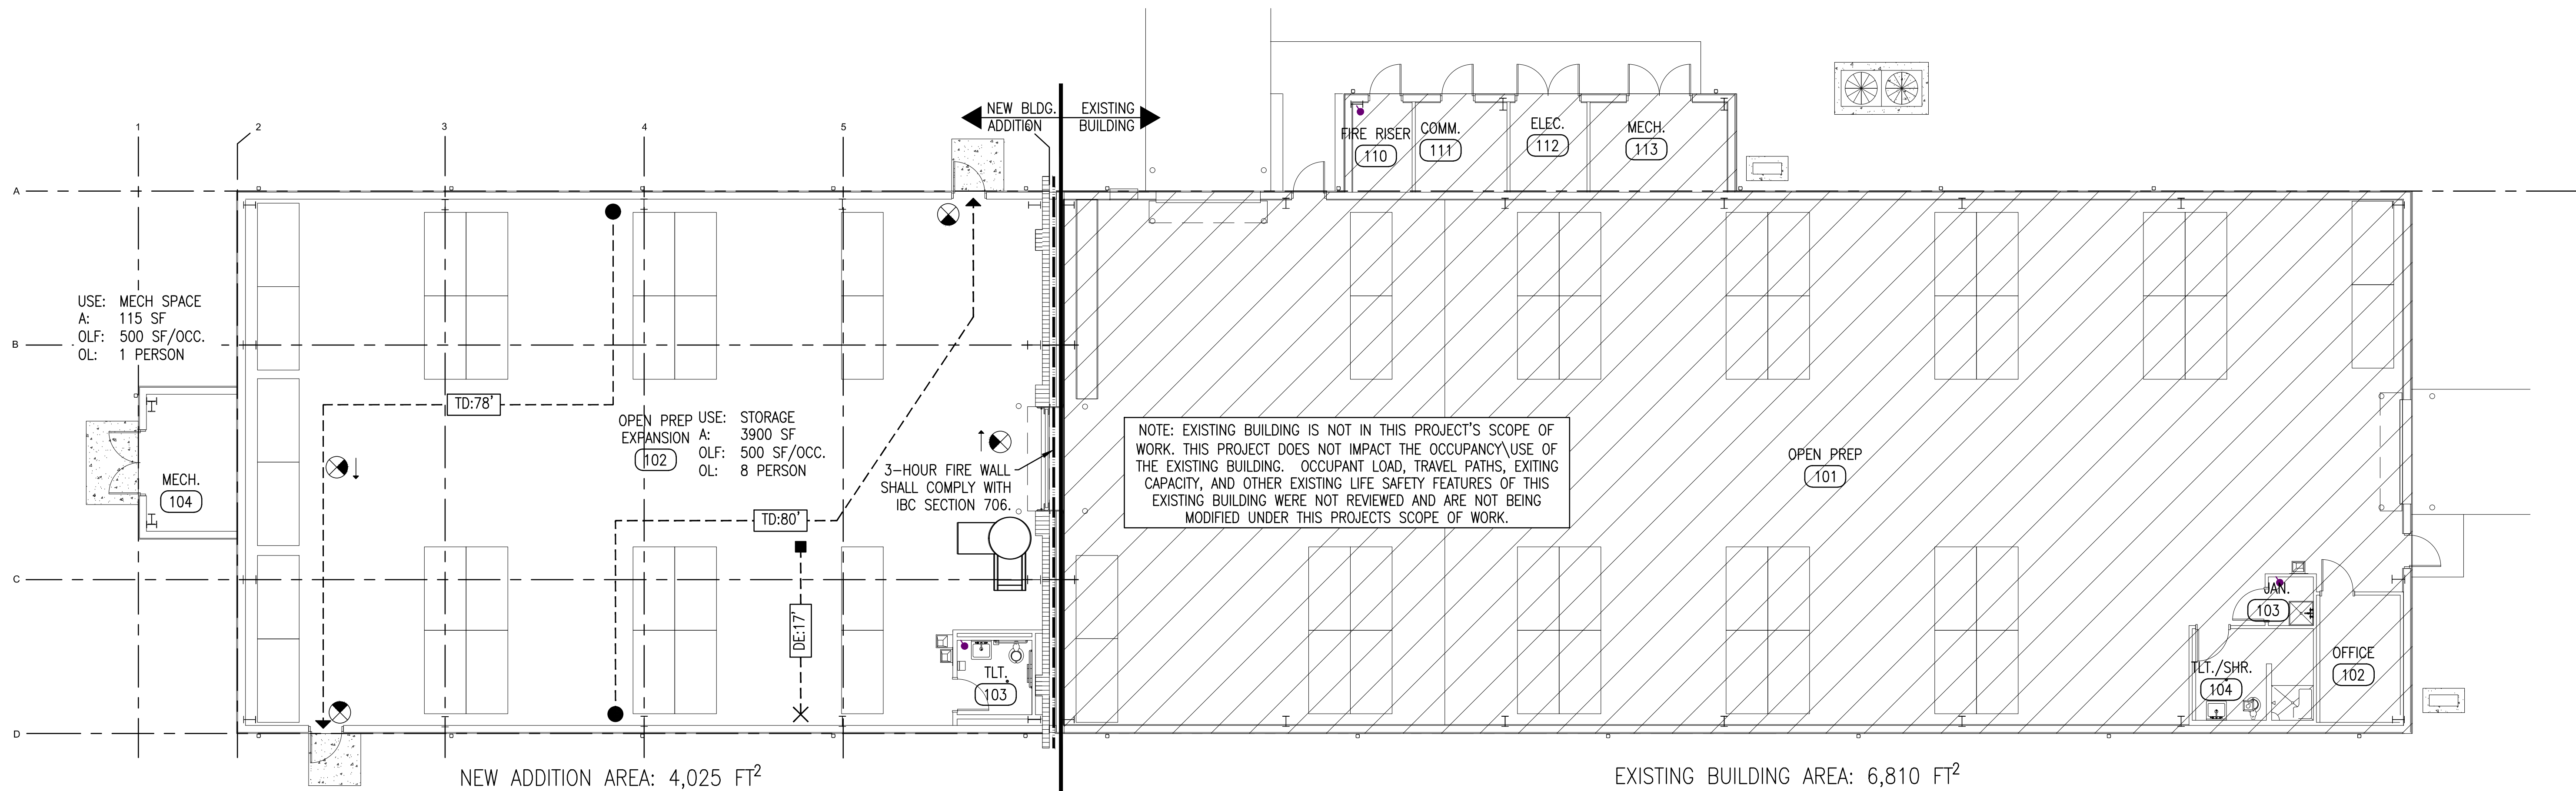 NEW BLDG.
ADDITION
EXISTING
BUILDING
1
2
3
4
5
FIRE RISER
110
COMM.
111
ELEC.
112
MECH.
113
A
B
C
D
USE: MECH SPACE
A: 115 SF
OLF: 500 SF/OCC.
OL: 1 PERSON
MECH.
104
TD:78'
OPEN PREP
EXPANSION
102
USE: STORAGE
A: 3900 SF
OLF: 500 SF/OCC.
OL: 8 PERSON
3-HOUR FIRE WALL
SHALL COMPLY WITH
IBC SECTION 706.
TD:80'
DE:17'
TLT.
103
NOTE: EXISTING BUILDING IS NOT IN THIS PROJECT'S SCOPE OF
WORK. THIS PROJECT DOES NOT IMPACT THE OCCUPANCY\USE OF
THE EXISTING BUILDING. OCCUPANT LOAD, TRAVEL PATHS, EXITING
CAPACITY, AND OTHER EXISTING LIFE SAFETY FEATURES OF THIS
EXISTING BUILDING WERE NOT REVIEWED AND ARE NOT BEING
MODIFIED UNDER THIS PROJECTS SCOPE OF WORK.
OPEN PREP
101
JAN.
103
TLT./SHR.
104
OFFICE
102
NEW ADDITION AREA: 4,025 FT²
EXISTING BUILDING AREA: 6,810 FT²